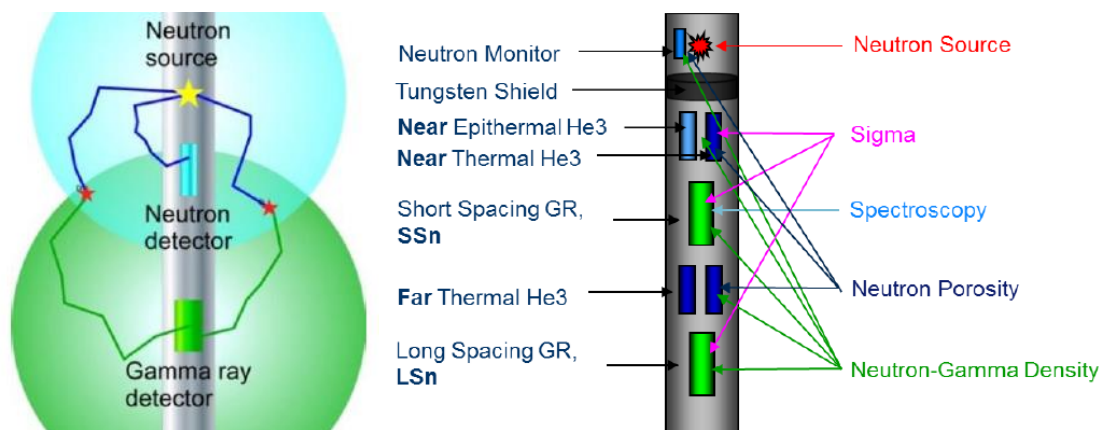 Neutron
source
Neutron
detector
Gamma ray
detector
Neutron Monitor
Tungsten Shield
Near Epithermal He3
Near Thermal He3
Short Spacing GR,
SSn
Far Thermal He3
Long Spacing GR,
LSn
Neutron Source
Sigma
Spectroscopy
Neutron Porosity
Neutron-Gamma Density